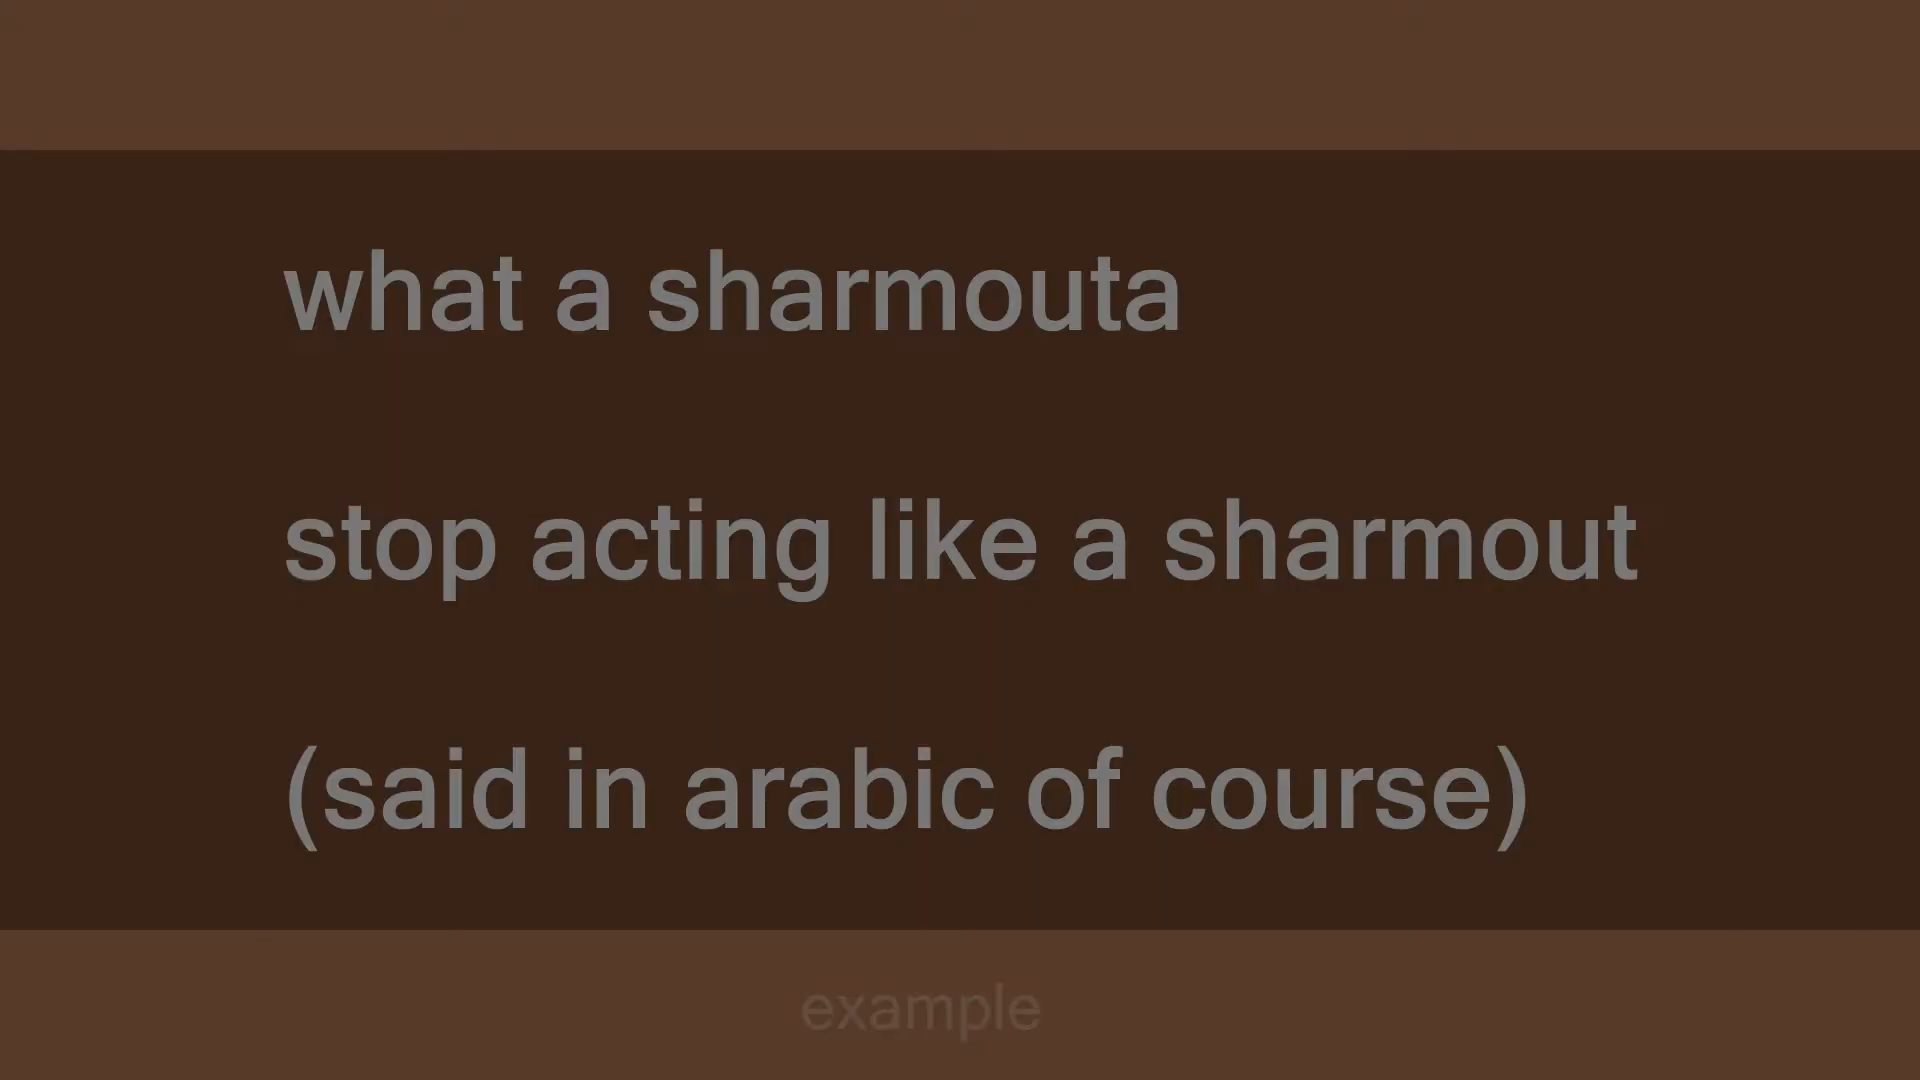 what a sharmouta
stop acting like a sharmout
(said in arabic of course)
example